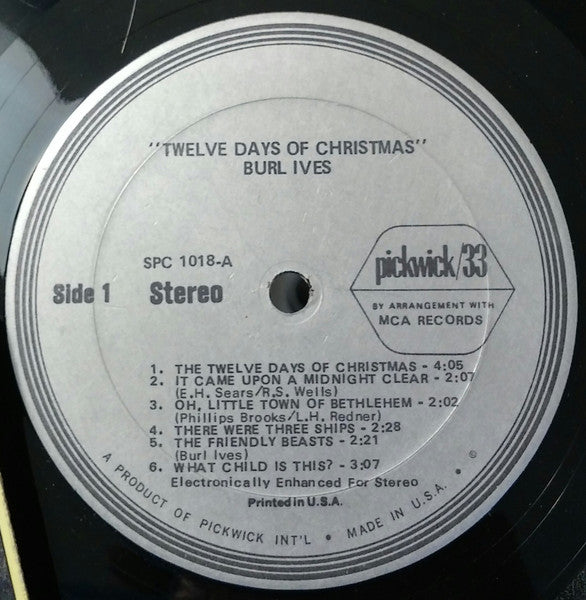 "TWELVE DAYS OF CHRISTMAS"
BURL IVES
SPC 1018-A
Side 1 Stereo
pickwick/33
BY ARRANGEMENT WITH
MCA RECORDS
1. THE TWELVE DAYS OF CHRISTMAS - 4:05
2. IT CAME UPON A MIDNIGHT CLEAR - 2:07
(E.H. Sears/R.S. Wells)
3. OH, LITTLE TOWN OF BETHLEHEM - 2:02
(Phillips Brooks/L.H. Redner)
4. THERE WERE THREE SHIPS - 2:28
5. THE FRIENDLY BEASTS - 2:21
(Burl Ives)
6. WHAT CHILD IS THIS? - 3:07
Electronically Enhanced For Stereo
Printed in U.S.A.
A PRODUCT OF PICKWICK INT'L • MADE IN U.S.A. • ℗